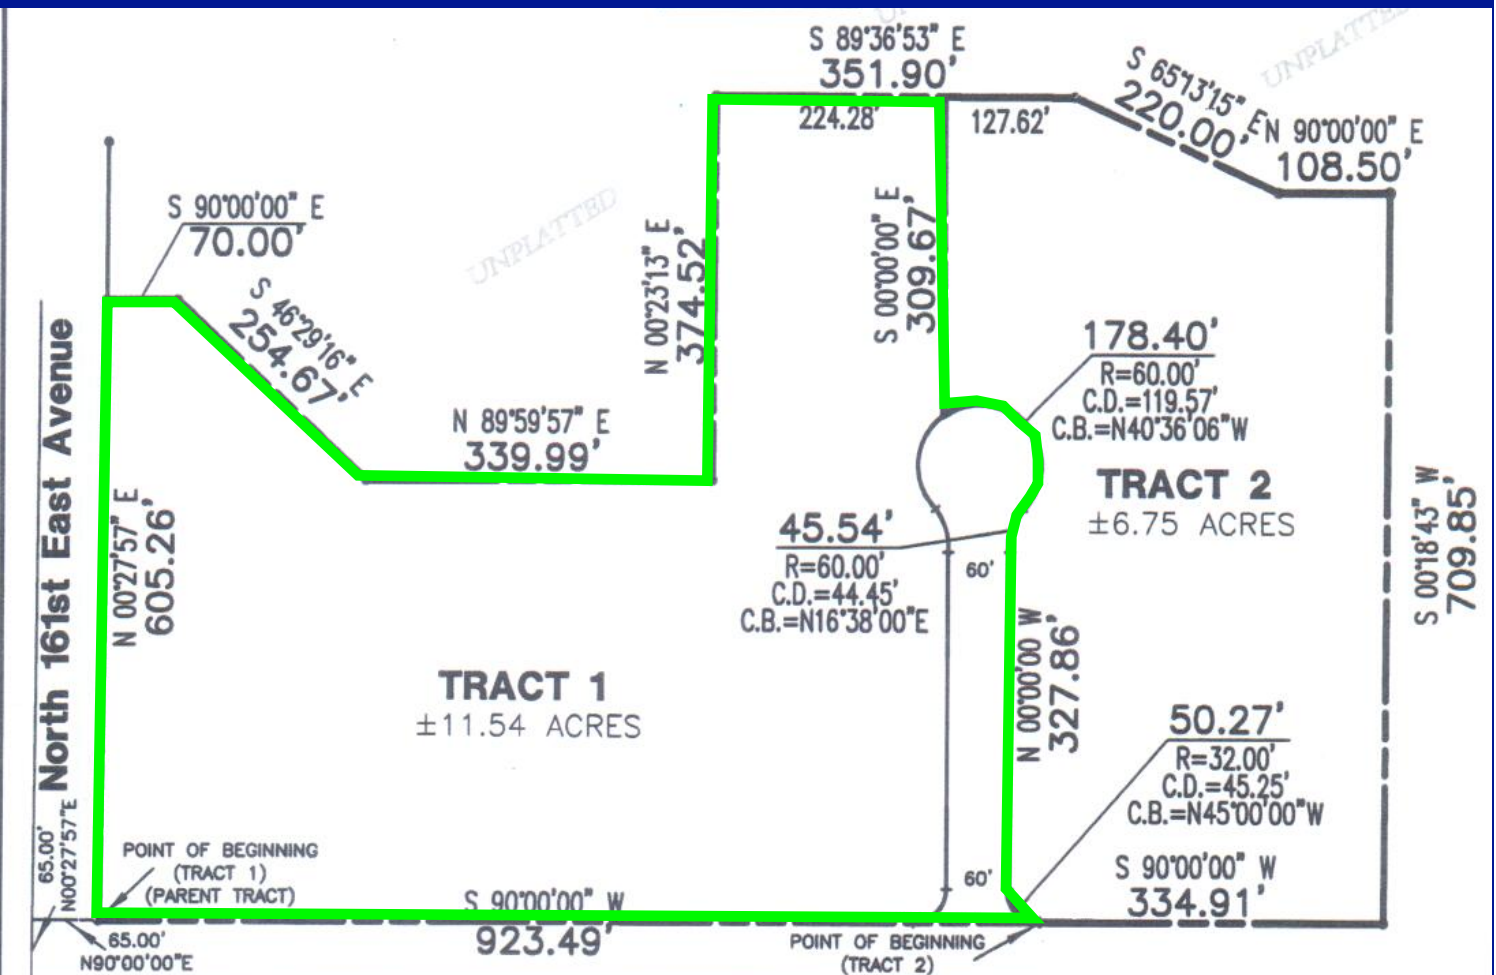 UNPLATTED
S 89°36'53" E
351.90'
224.28'
127.62'
S 65°13'15" E
220.00'
N 90°00'00" E
108.50'
S 90°00'00" E
70.00'
UNPLATTED
S 46°29'16" E
254.67'
N 00°23'13" E
374.52'
S 00°00'00" E
309.67'
178.40'
R=60.00'
C.D.=119.57'
C.B.=N40°36'06"W
N 89°59'57" E
339.99'
North 161st East Avenue
N 00°27'57" E
605.26'
TRACT 2
±6.75 ACRES
S 00°18'43" W
709.85'
45.54'
R=60.00'
C.D.=44.45'
C.B.=N16°38'00"E
60'
N 00°00'00 W
327.86'
TRACT 1
±11.54 ACRES
50.27'
R=32.00'
C.D.=45.25'
C.B.=N45°00'00"W
65.00'
N00°27'57"E
POINT OF BEGINNING
(TRACT 1)
(PARENT TRACT)
60'
S 90°00'00" W
923.49'
S 90°00'00" W
334.91'
65.00'
N90°00'00"E
POINT OF BEGINNING
(TRACT 2)